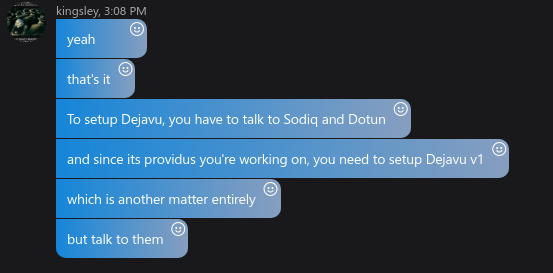 kingsley, 3:08 PM
yeah
that's it
To setup Dejavu, you have to talk to Sodiq and Dotun
and since its providus you're working on, you need to setup Dejavu v1
which is another matter entirely
but talk to them